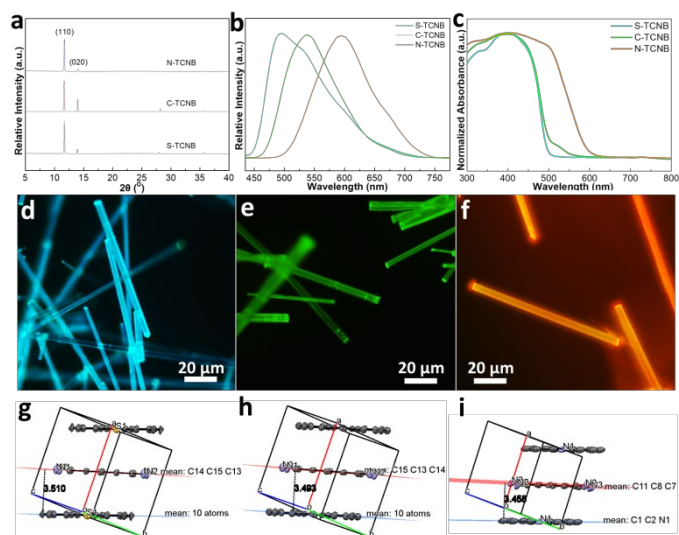 a
Relative Intensity (a.u.)
(110)
(020)
N-TCNB
C-TCNB
S-TCNB
5 10 15 20 25 30 35 40
2θ (°)
b
Relative Intensity (a.u.)
S-TCNB
C-TCNB
N-TCNB
450 500 550 600 650 700 750
Wavelength (nm)
c
Normalized Absorbance (a.u.)
S-TCNB
C-TCNB
N-TCNB
300 400 500 600 700 800
Wavelength (nm)
d
20 μm
e
20 μm
f
20 μm
g
a
N2 mean: C14 C15 C13
3.510
c
mean: 10 atoms
b
h
a
mean: C15 C13 C14
3.493
c
mean: 10 atoms
b
i
a
N1
mean: C11 C8 C7
3.458
c
N1
mean: C1 C2 N1
b